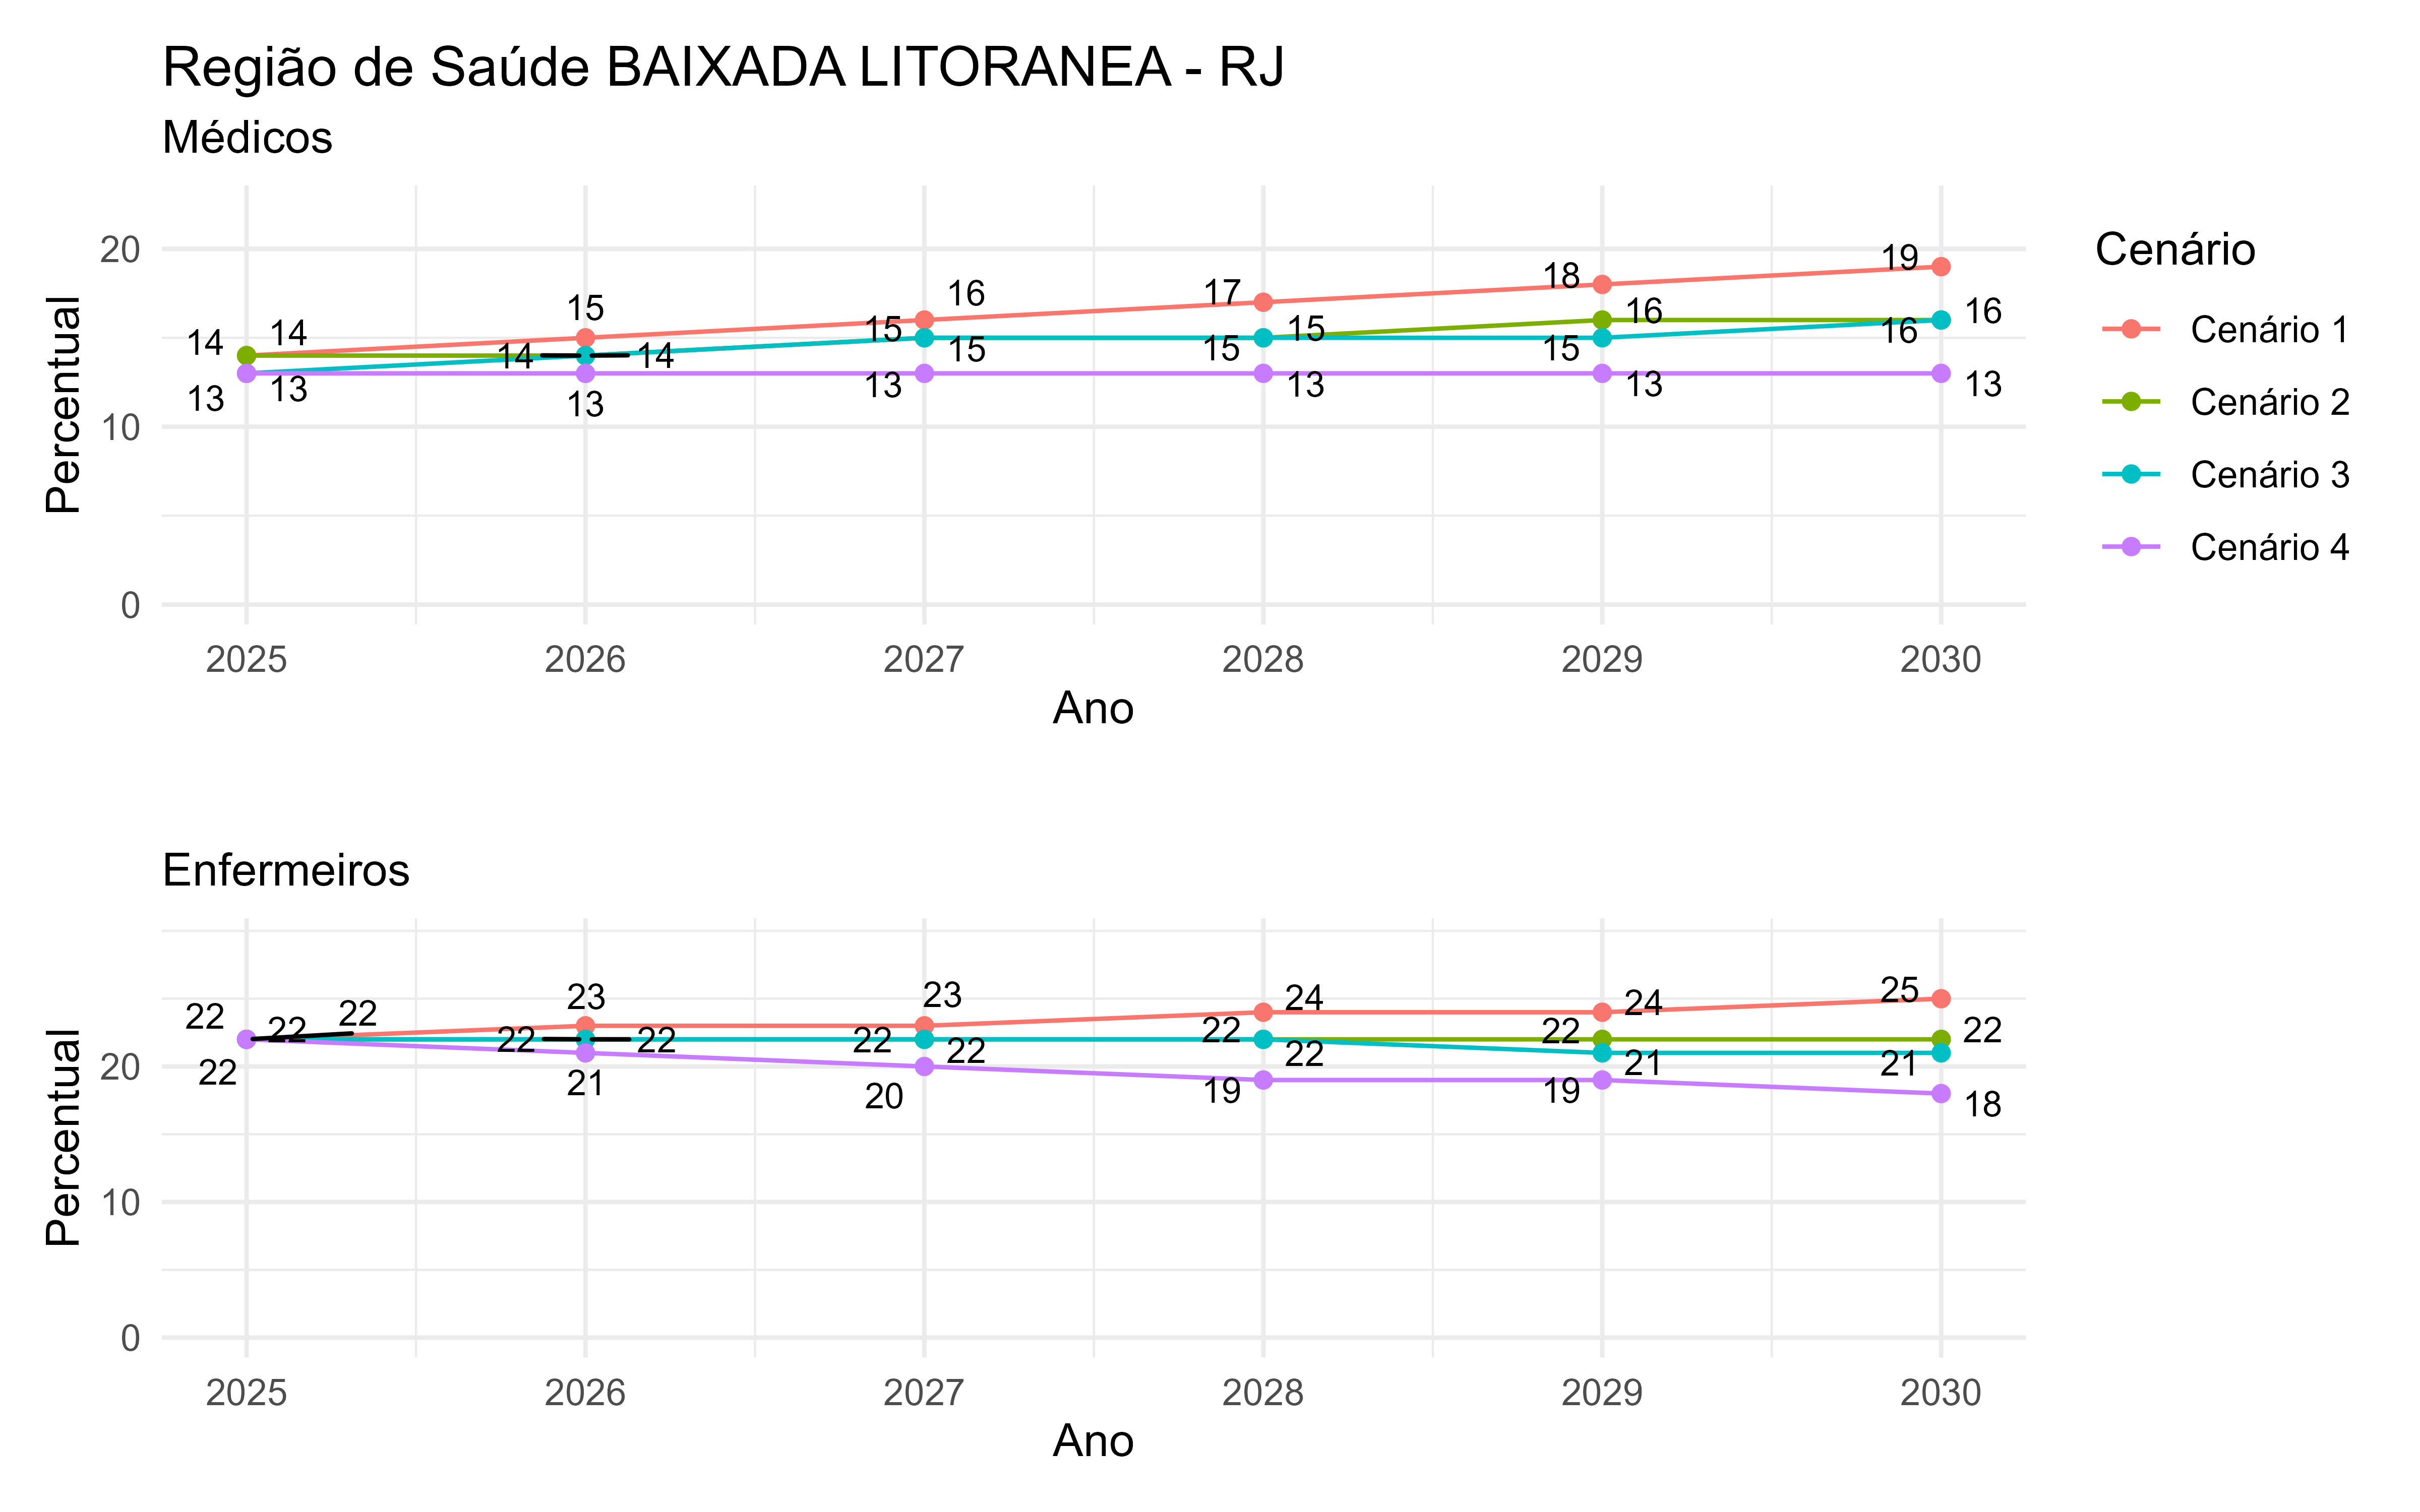 Região de Saúde BAIXADA LITORANEA - RJ
Médicos
Percentual
20
10
0
14 14 15 16 17 18 19
14 14 15 15 15 16 16
13 13 13 15 15 15 16
13 13 13 13 13
2025 2026 2027 2028 2029 2030
Ano
Cenário
Cenário 1
Cenário 2
Cenário 3
Cenário 4
Enfermeiros
Percentual
20
10
0
22 22 22 23 23 24 24 25
22 22 22 22 22 22 22 22
22 21 20 19 19 21 21 18
2025 2026 2027 2028 2029 2030
Ano